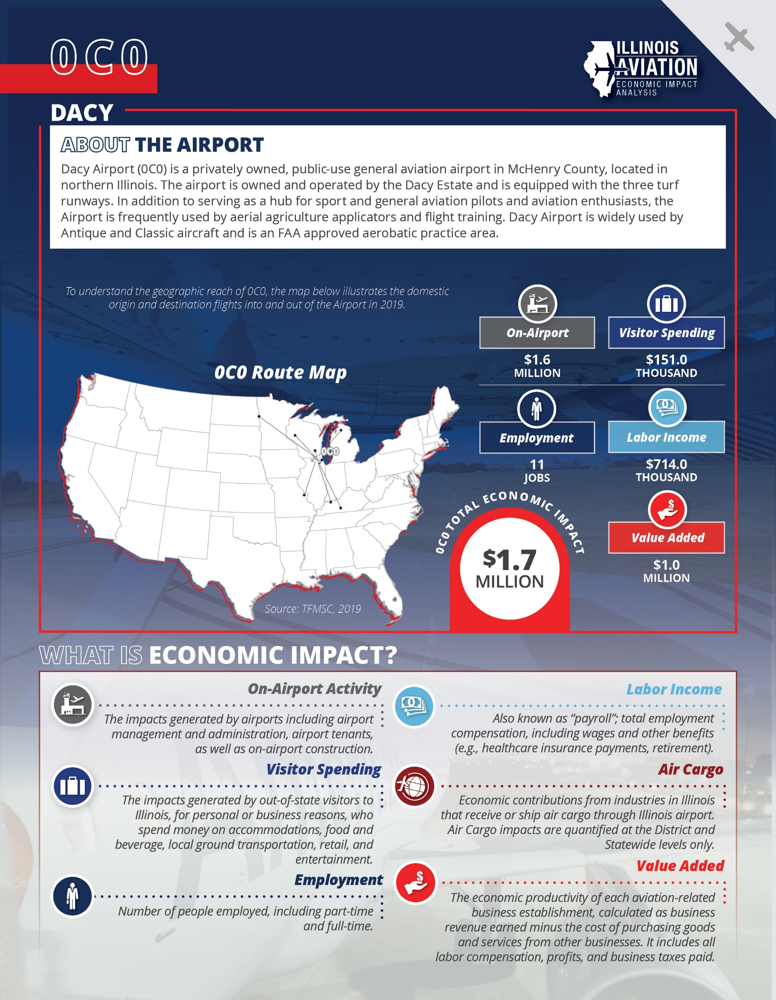 0C0
ILLINOIS
AVIATION
ECONOMIC IMPACT
ANALYSIS
DACY
ABOUT THE AIRPORT
Dacy Airport (0C0) is a privately owned, public-use general aviation airport in McHenry County, located in
northern Illinois. The airport is owned and operated by the Dacy Estate and is equipped with the three turf
runways. In addition to serving as a hub for sport and general aviation pilots and aviation enthusiasts, the
Airport is frequently used by aerial agriculture applicators and flight training. Dacy Airport is widely used by
Antique and Classic aircraft and is an FAA approved aerobatic practice area.
To understand the geographic reach of 0C0, the map below illustrates the domestic
origin and destination flights into and out of the Airport in 2019.
0C0 Route Map
0C0
Source: TFMSC, 2019
On-Airport
$1.6
MILLION
Visitor Spending
$151.0
THOUSAND
Employment
11
JOBS
Labor Income
$714.0
THOUSAND
0C0 TOTAL ECONOMIC IMPACT
$1.7
MILLION
Value Added
$1.0
MILLION
WHAT IS ECONOMIC IMPACT?
On-Airport Activity
The impacts generated by airports including airport
management and administration, airport tenants,
as well as on-airport construction.
Visitor Spending
The impacts generated by out-of-state visitors to
Illinois, for personal or business reasons, who
spend money on accommodations, food and
beverage, local ground transportation, retail, and
entertainment.
Employment
Number of people employed, including part-time
and full-time.
Labor Income
Also known as “payroll”; total employment
compensation, including wages and other benefits
(e.g., healthcare insurance payments, retirement).
Air Cargo
Economic contributions from industries in Illinois
that receive or ship air cargo through Illinois airport.
Air Cargo impacts are quantified at the District and
Statewide levels only.
Value Added
The economic productivity of each aviation-related
business establishment, calculated as business
revenue earned minus the cost of purchasing goods
and services from other businesses. It includes all
labor compensation, profits, and business taxes paid.